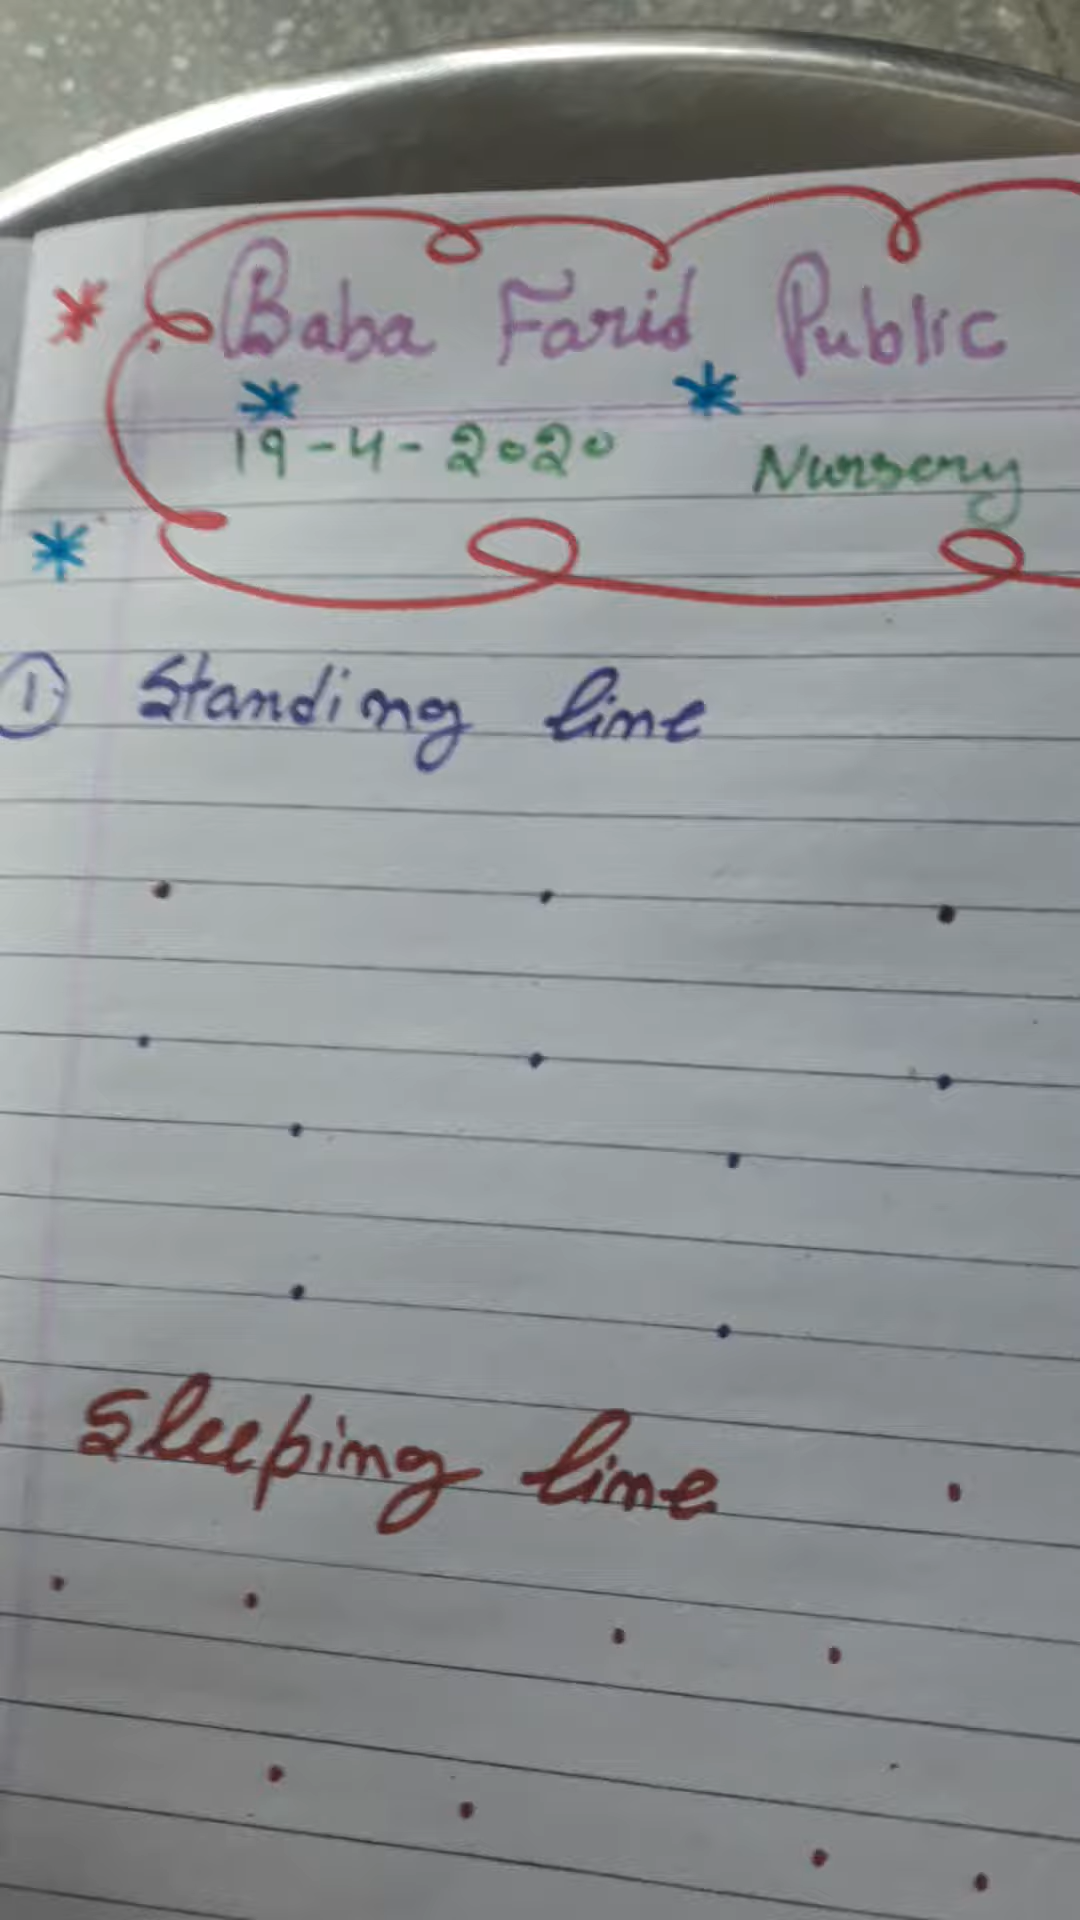 Baba Farid Public
19-4-2020 Nursery
1 Standing line
Sleeping line